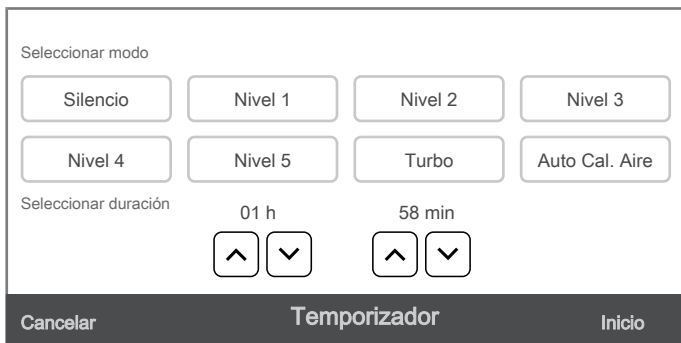 Seleccionar modo
Silencio Nivel 1 Nivel 2 Nivel 3
Nivel 4 Nivel 5 Turbo Auto Cal. Aire
Seleccionar duración 01 h 58 min
Cancelar Temporizador Inicio